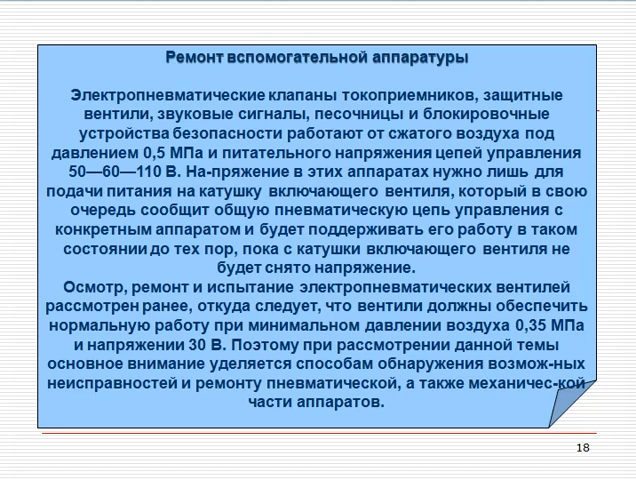 Ремонт вспомогательной аппаратуры
Электропневматические клапаны токоприемников, защитные
вентили, звуковые сигналы, песочницы и блокировочные
устройства безопасности работают от сжатого воздуха под
давлением 0,5 МПа и питательного напряжения цепей управления
50—60—110 В. На-пряжение в этих аппаратах нужно лишь для
подачи питания на катушку включающего вентиля, который в свою
очередь сообщит общую пневматическую цепь управления с
конкретным аппаратом и будет поддерживать его работу в таком
состоянии до тех пор, пока с катушки включающего вентиля не
будет снято напряжение.
Осмотр, ремонт и испытание электропневматических вентилей
рассмотрен ранее, откуда следует, что вентили должны обеспечить
нормальную работу при минимальном давлении воздуха 0,35 МПа
и напряжении 30 В. Поэтому при рассмотрении данной темы
основное внимание уделяется способам обнаружения возмож-ных
неисправностей и ремонту пневматической, а также механичес-кой
части аппаратов.
18